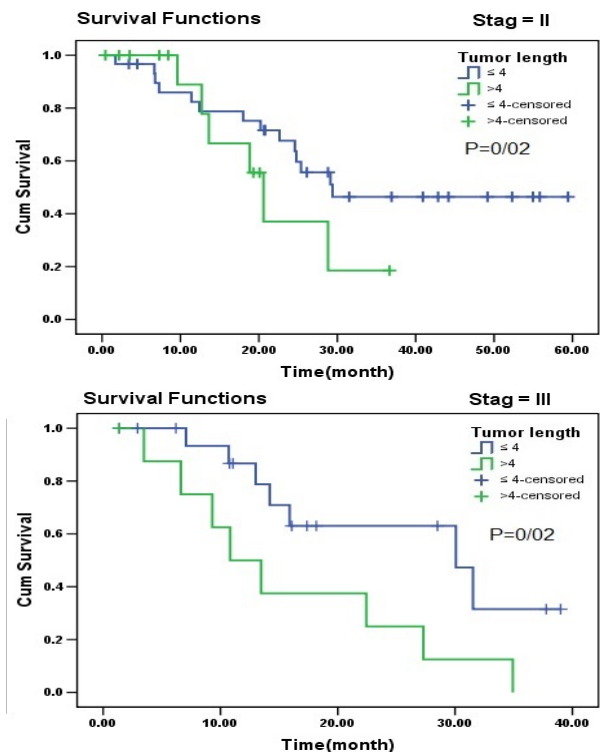 Survival Functions
Stag = II
Tumor length
≤ 4
>4
≤ 4-censored
>4-censored
P=0/02
Cum Survival
1.0
0.8
0.6
0.4
0.2
0.0
0.00 10.00 20.00 30.00 40.00 50.00 60.00
Time(month)
Survival Functions
Stag = III
Tumor length
≤ 4
>4
≤ 4-censored
>4-censored
P=0/02
Cum Survival
1.0
0.8
0.6
0.4
0.2
0.0
0.00 10.00 20.00 30.00 40.00
Time(month)